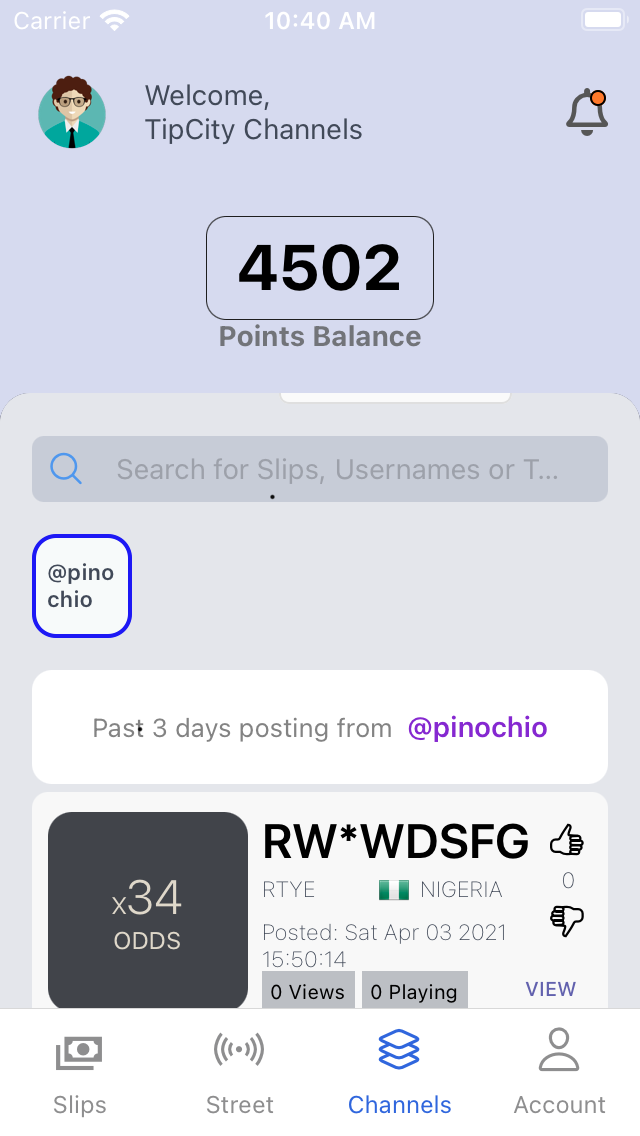 Carrier 10:40 AM
Welcome,
TipCity Channels
4502
Points Balance
Search for Slips, Usernames or T...
@pino
chio
Past 3 days posting from @pinochio
RW*WDSFG
x34
ODDS
RTYE NIGERIA
0
Posted: Sat Apr 03 2021
15:50:14
0 Views 0 Playing VIEW
Slips Street Channels Account